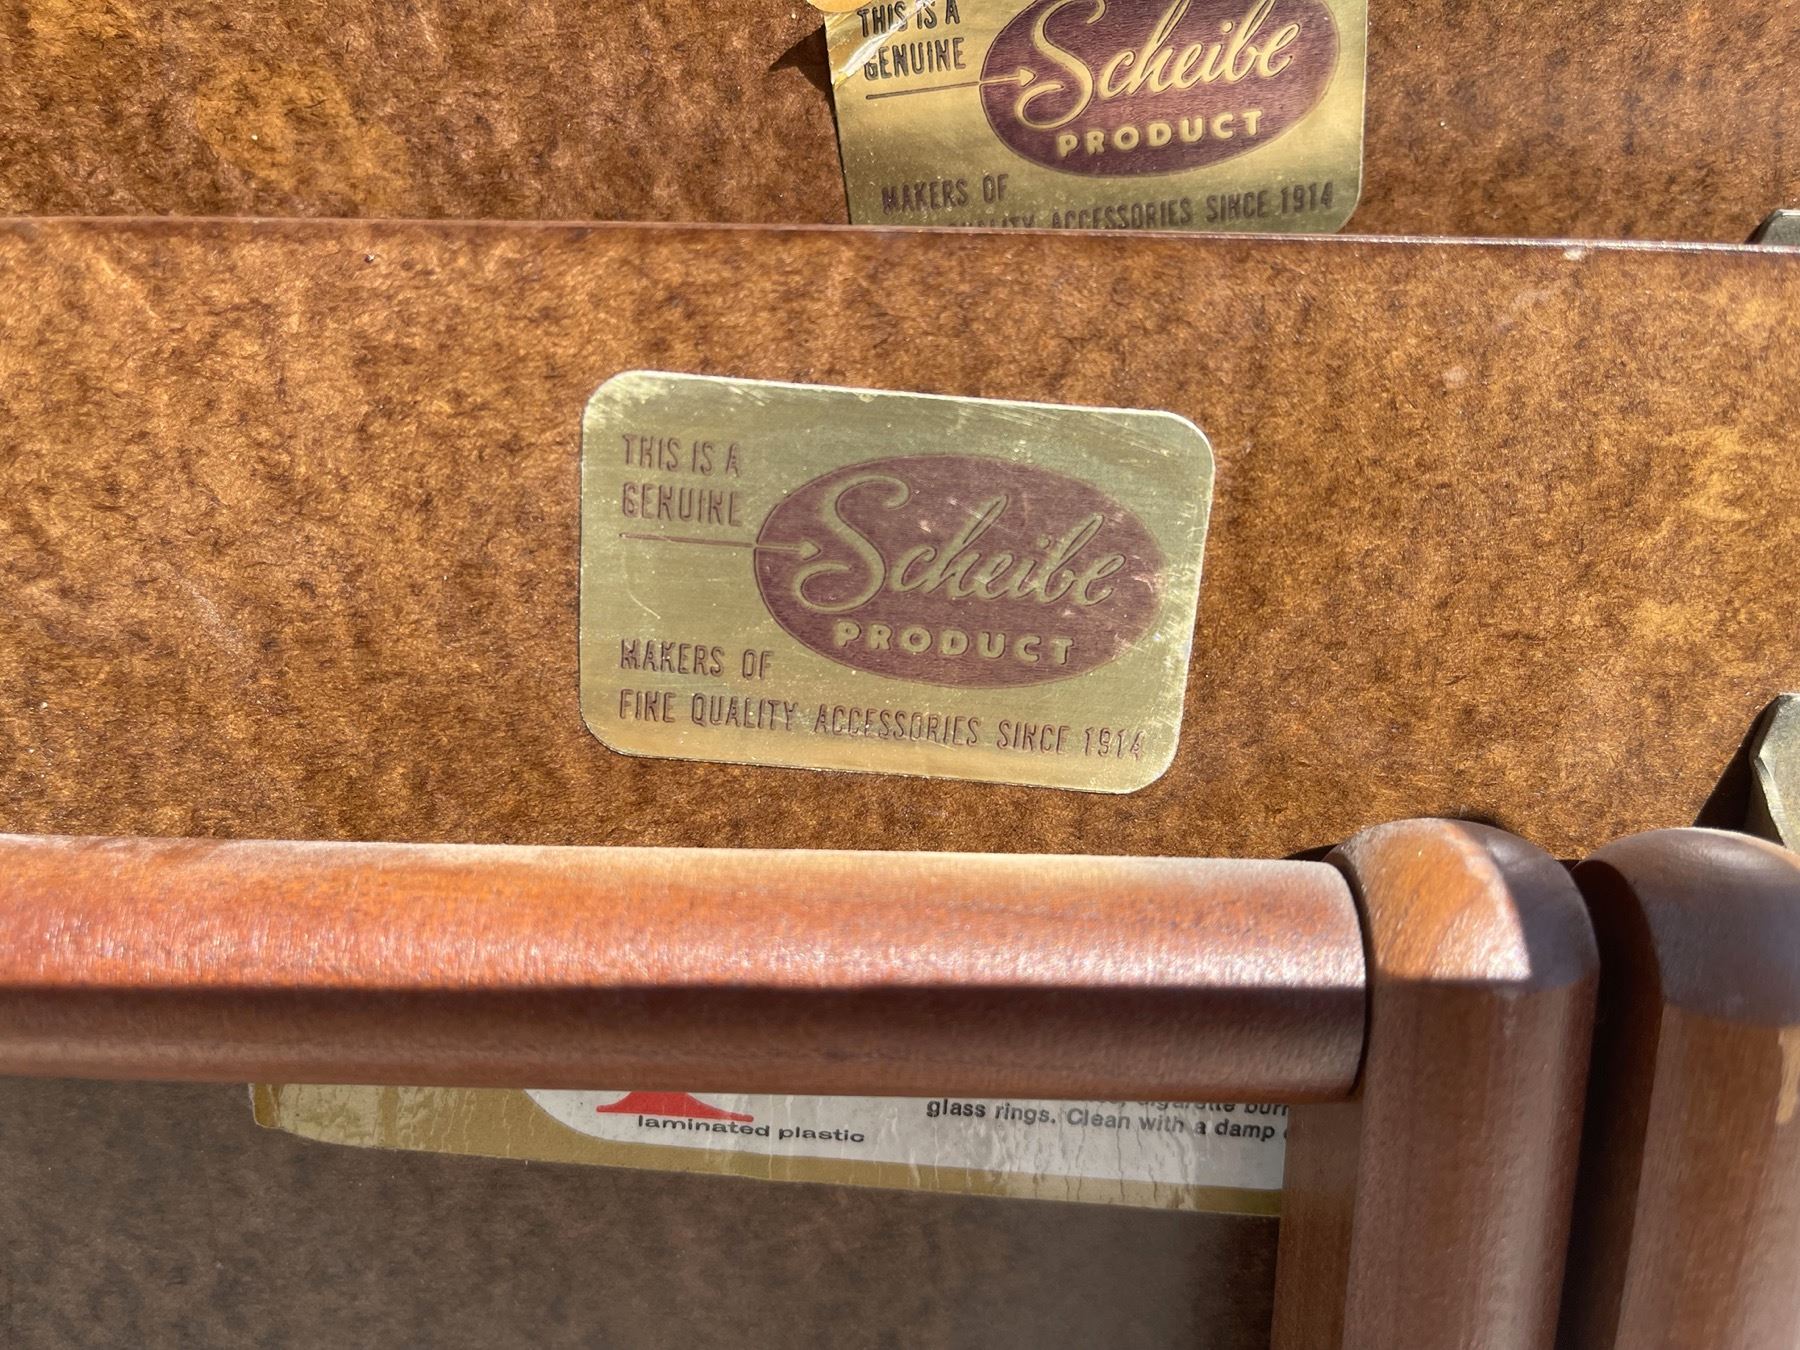 THIS IS A
GENUINE
Scheibe
PRODUCT
MAKERS OF
ACCESSORIES SINCE 1914
THIS IS A
GENUINE
Scheibe
PRODUCT
MAKERS OF
FINE QUALITY ACCESSORIES SINCE 1914
laminated plastic
glass rings. Clean with a damp